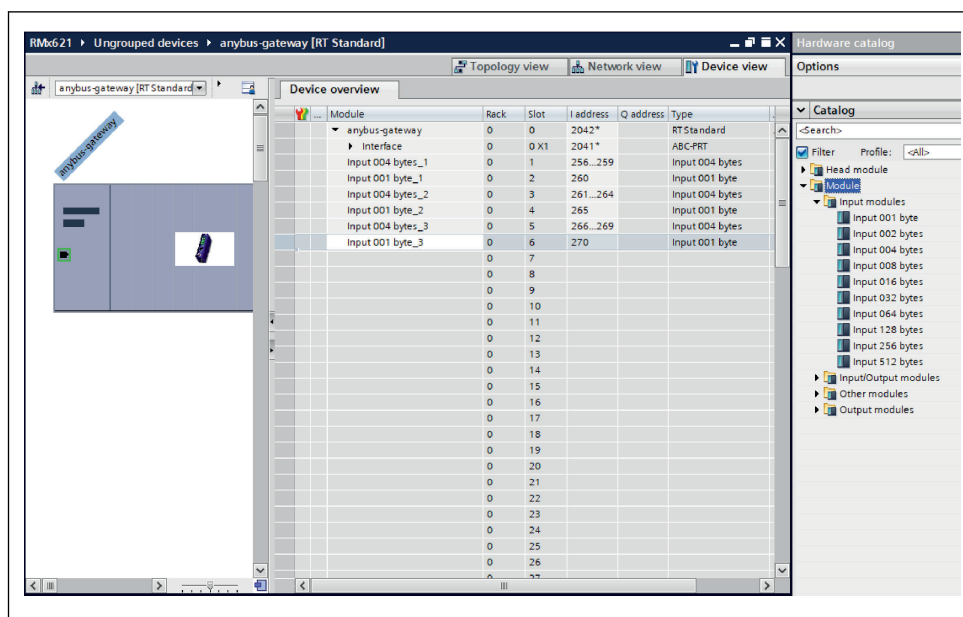 RMx621 ▸ Ungrouped devices ▸ anybus-gateway [RT Standard]
Topology view Network view Device view
anybus-gateway [RT Standard]
anybus-gateway
Device overview
... Module Rack Slot I address Q address Type
anybus-gateway 0 0 2042* RT Standard
Interface 0 0 X1 2041* ABC-PRT
Input 004 bytes_1 0 1 256...259 Input 004 bytes
Input 001 byte_1 0 2 260 Input 001 byte
Input 004 bytes_2 0 3 261...264 Input 004 bytes
Input 001 byte_2 0 4 265 Input 001 byte
Input 004 bytes_3 0 5 266...269 Input 004 bytes
Input 001 byte_3 0 6 270 Input 001 byte
0 7
0 8
0 9
0 10
0 11
0 12
0 13
0 14
0 15
0 16
0 17
0 18
0 19
0 20
0 21
0 22
0 23
0 24
0 25
0 26
Hardware catalog
Options
Catalog
<Search>
Filter Profile: <All>
Head module
Module
Input modules
Input 001 byte
Input 002 bytes
Input 004 bytes
Input 008 bytes
Input 016 bytes
Input 032 bytes
Input 064 bytes
Input 128 bytes
Input 256 bytes
Input 512 bytes
Input/Output modules
Other modules
Output modules